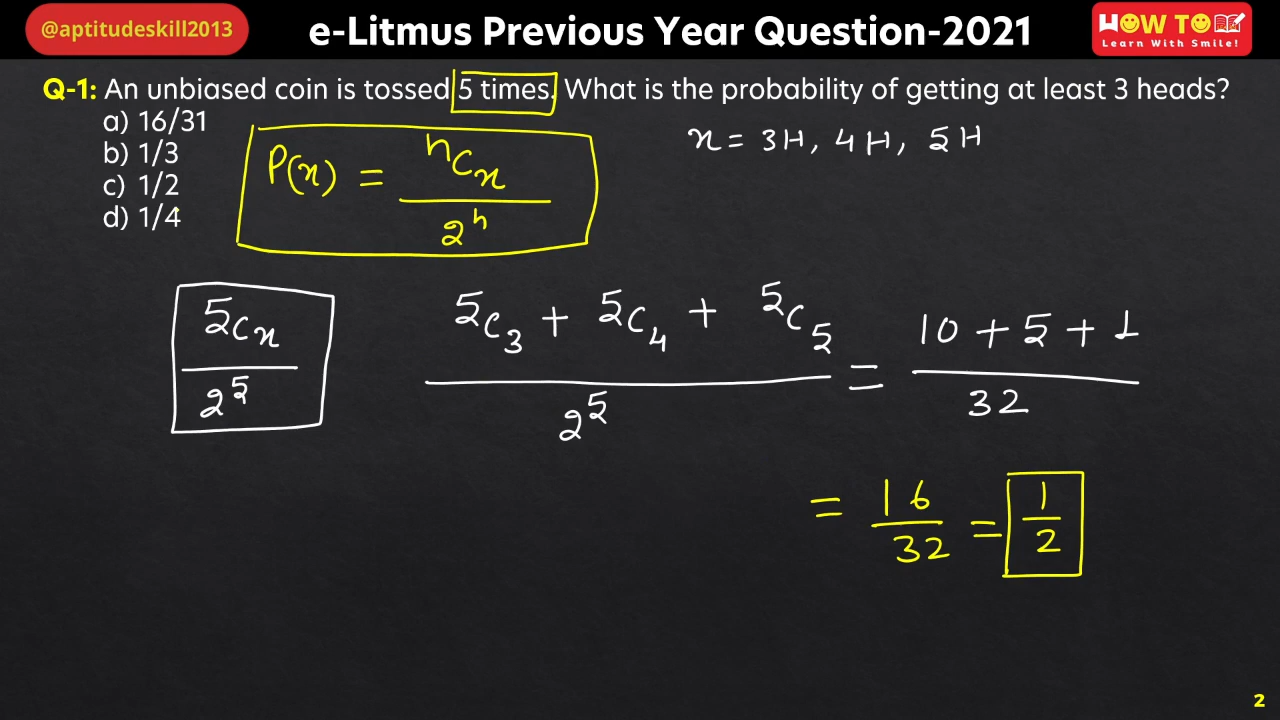 @aptitudeskill2013
e-Litmus Previous Year Question-2021
HOW TO
Learn With Smile!
Q-1: An unbiased coin is tossed 5 times. What is the probability of getting at least 3 heads?
a) 16/31
b) 1/3
c) 1/2
d) 1/4
x = 3H, 4H, 5H
P(x) = nCx / 2^n
5Cx / 2^5
5C3 + 5C4 + 5C5 / 2^5 = 10 + 5 + 1 / 32
= 16/32 = 1/2
2